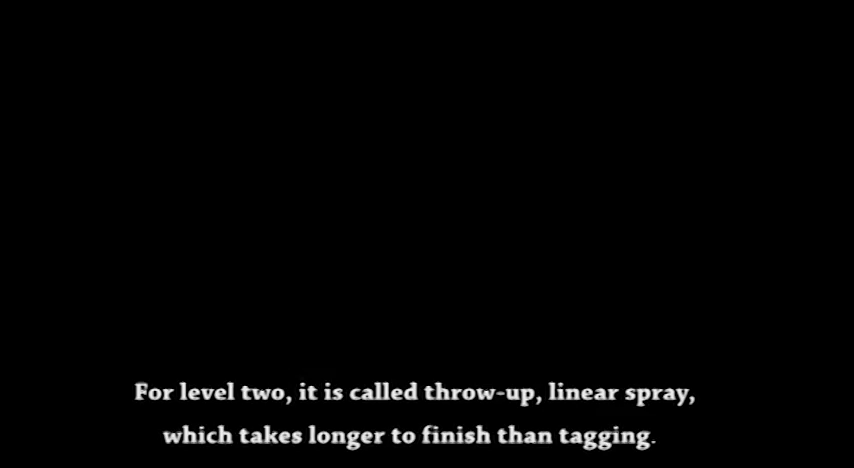 For level two, it is called throw-up, linear spray,
which takes longer to finish than tagging.